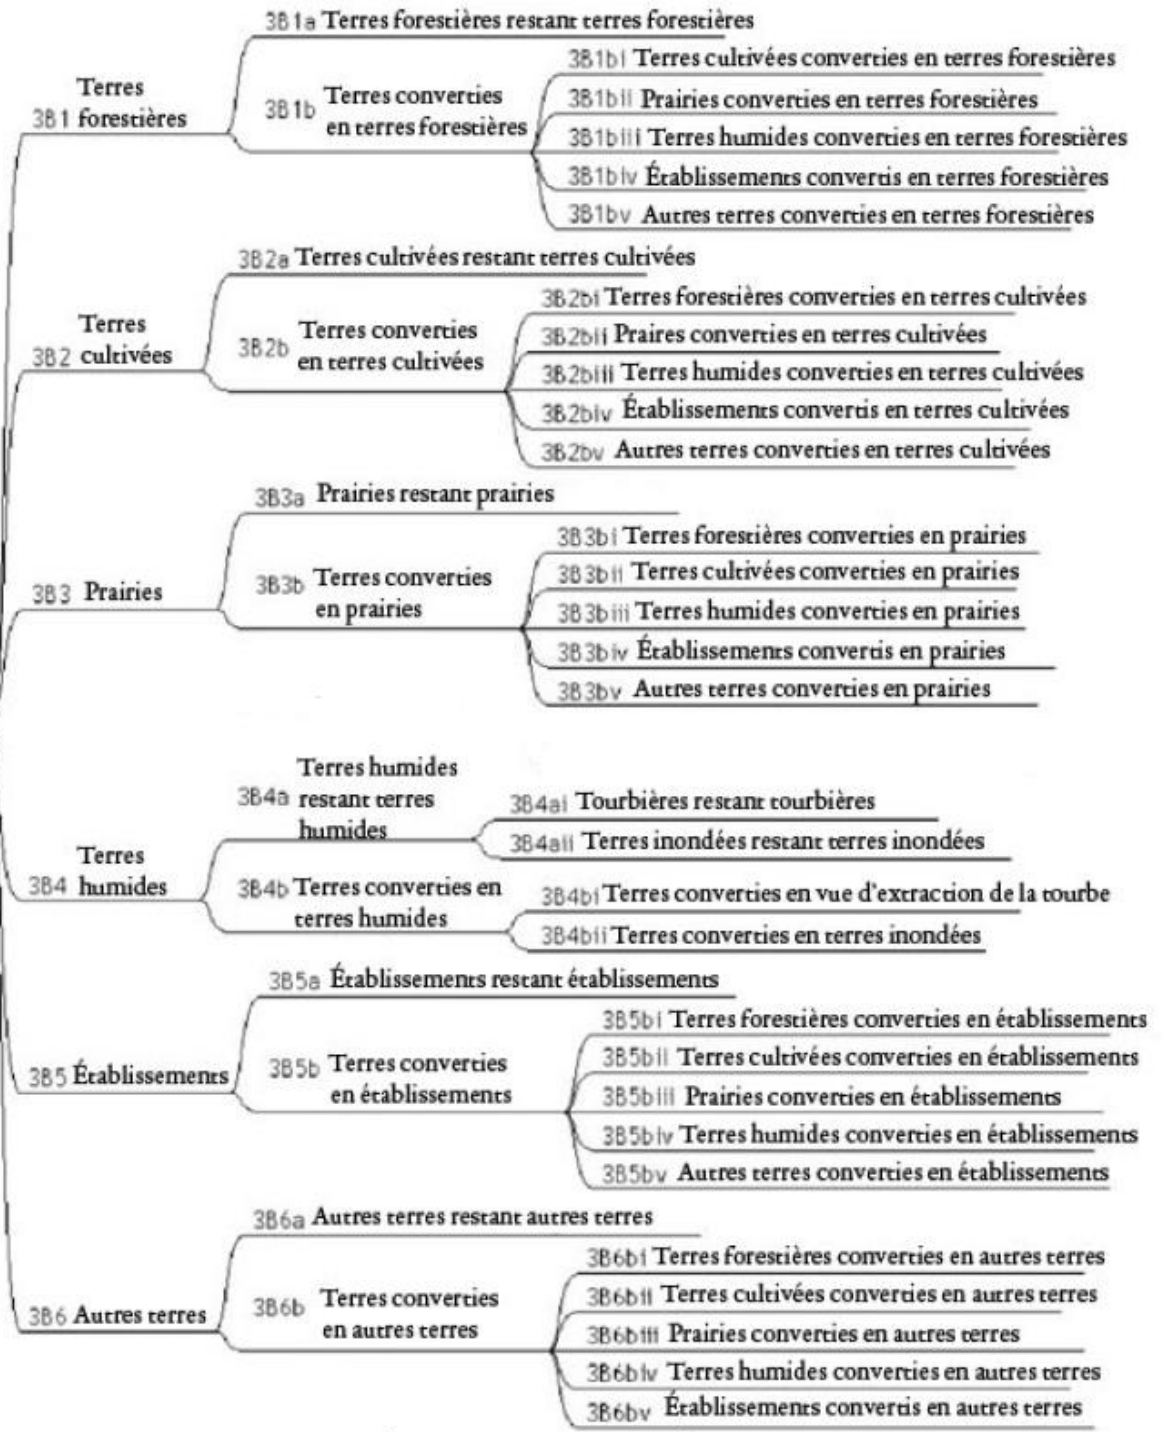 3B1a Terres forestières restant terres forestières
3B1 Terres
forestières
3B1b Terres converties
en terres forestières
3B1bi Terres cultivées converties en terres forestières
3B1bii Prairies converties en terres forestières
3B1biii Terres humides converties en terres forestières
3B1biv Établissements convertis en terres forestières
3B1bv Autres terres converties en terres forestières
3B2a Terres cultivées restant terres cultivées
3B2 Terres
cultivées
3B2b Terres converties
en terres cultivées
3B2bi Terres forestières converties en terres cultivées
3B2bii Praires converties en terres cultivées
3B2biii Terres humides converties en terres cultivées
3B2biv Établissements convertis en terres cultivées
3B2bv Autres terres converties en terres cultivées
3B3a Prairies restant prairies
3B3 Prairies
3B3b Terres converties
en prairies
3B3bi Terres forestières converties en prairies
3B3bii Terres cultivées converties en prairies
3B3biii Terres humides converties en prairies
3B3biv Établissements convertis en prairies
3B3bv Autres terres converties en prairies
3B4 Terres
humides
3B4a Terres humides
restant terres
humides
3B4ai Tourbières restant tourbières
3B4aii Terres inondées restant terres inondées
3B4b Terres converties en
terres humides
3B4bi Terres converties en vue d'extraction de la tourbe
3B4bii Terres converties en terres inondées
3B5a Établissements restant établissements
3B5 Établissements
3B5b Terres converties
en établissements
3B5bi Terres forestières converties en établissements
3B5bii Terres cultivées converties en établissements
3B5biii Prairies converties en établissements
3B5biv Terres humides converties en établissements
3B5bv Autres terres converties en établissements
3B6a Autres terres restant autres terres
3B6 Autres terres
3B6b Terres converties
en autres terres
3B6bi Terres forestières converties en autres terres
3B6bii Terres cultivées converties en autres terres
3B6biii Prairies converties en autres terres
3B6biv Terres humides converties en autres terres
3B6bv Établissements convertis en autres terres